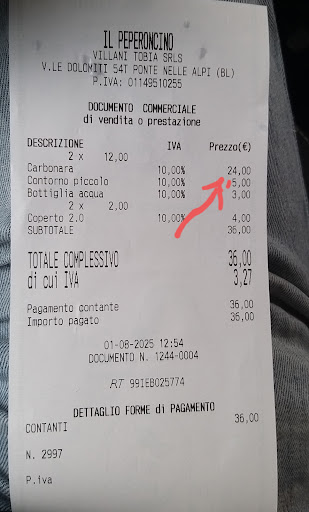 IL PEPERONCINO
VILLANI TOBIA SRLS
V.LE DOLOMITI 54T PONTE NELLE ALPI (BL)
P.IVA: 01149510255
DOCUMENTO COMMERCIALE
di vendita o prestazione
DESCRIZIONE IVA Prezzo(€)
2 x 12,00
Carbonara 10,00% 24,00
Contorno piccolo 10,00% 5,00
Bottiglia acqua 10,00% 3,00
2 x 2,00
Coperto 2.0 10,00% 4,00
SUBTOTALE 36,00
TOTALE COMPLESSIVO 36,00
di cui IVA 3,27
Pagamento contante 36,00
Importo pagato 36,00
01-08-2025 12:54
DOCUMENTO N. 1244-0004
RT 99IEB025774
DETTAGLIO FORME di PAGAMENTO
CONTANTI 36,00
N. 2997
P.iva